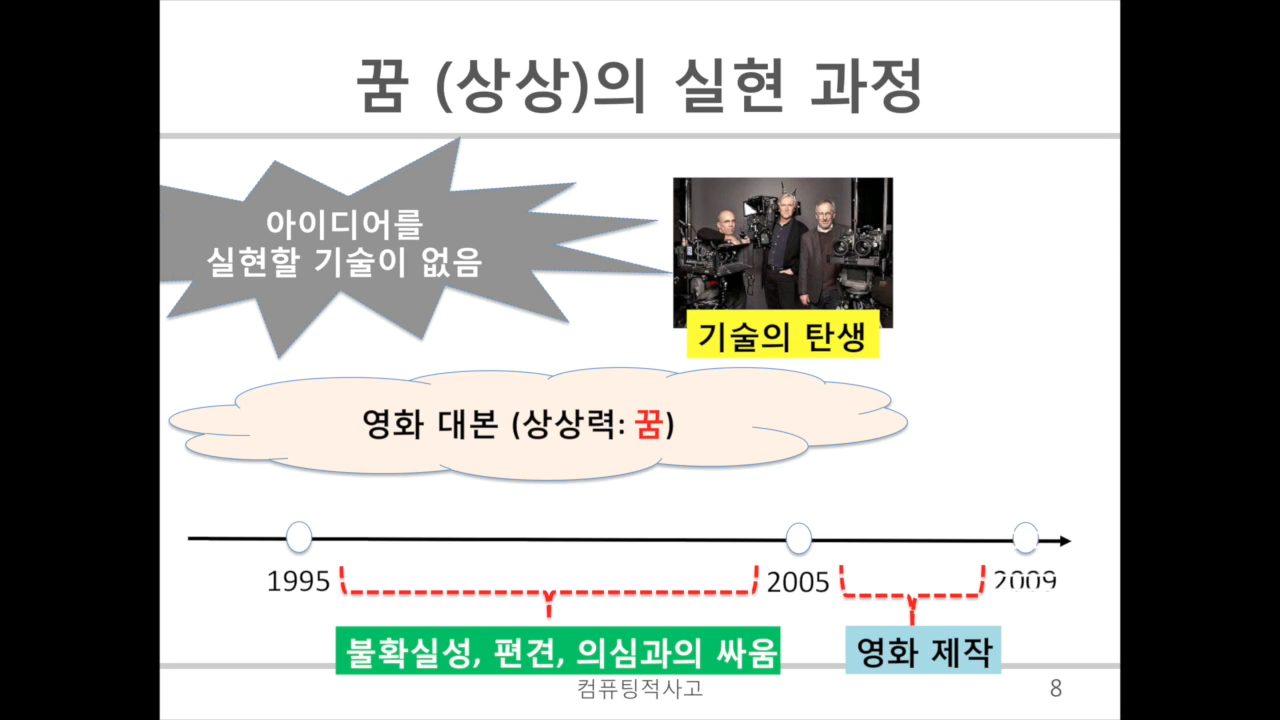 꿈 (상상)의 실현 과정
아이디어를
실현할 기술이 없음
기술의 탄생
영화 대본 (상상력: 꿈)
1995
2005
2009
불확실성, 편견, 의심과의 싸움
영화 제작
컴퓨팅적사고
8